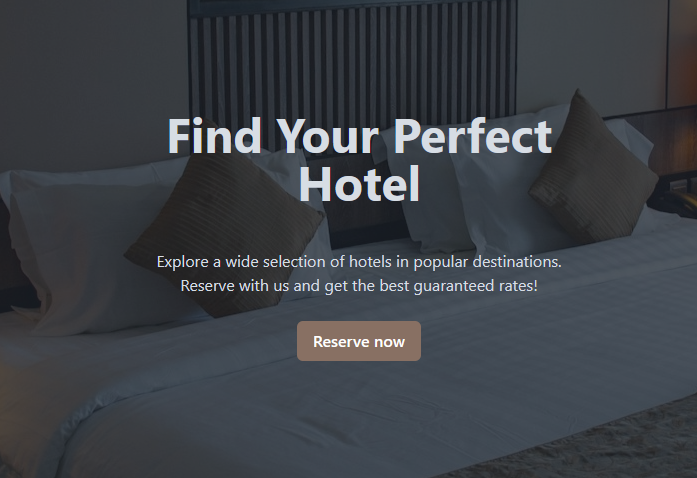 Find Your Perfect
Hotel
Explore a wide selection of hotels in popular destinations.
Reserve with us and get the best guaranteed rates!
Reserve now